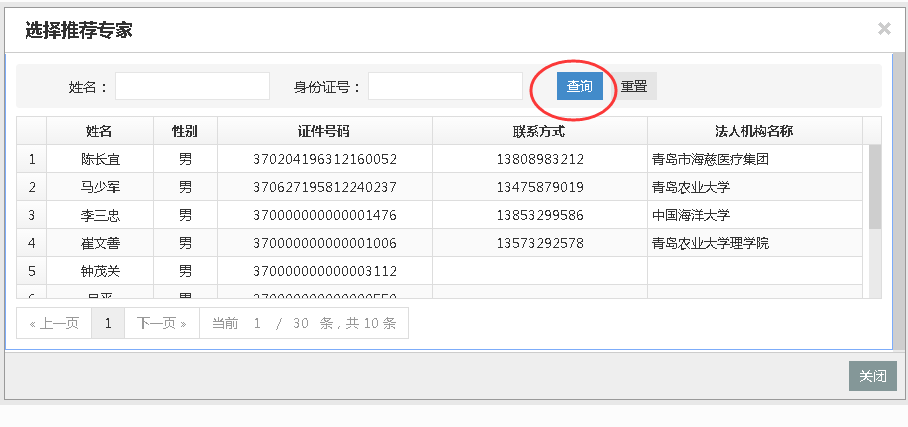 选择推荐专家 ×
姓名： 身份证号： 查询 重置
姓名 性别 证件号码 联系方式 法人机构名称
1 陈长宜 男 370204196312160052 13808983212 青岛市海慈医疗集团
2 马少军 男 370627195812240237 13475879019 青岛农业大学
3 李三忠 男 370000000000001476 13853299586 中国海洋大学
4 崔文善 男 370000000000001006 13573292578 青岛农业大学理学院
5 钟茂关 男 370000000000003112
6 男
« 上一页 1 下一页 » 当前 1 / 30 条，共 10 条
关闭